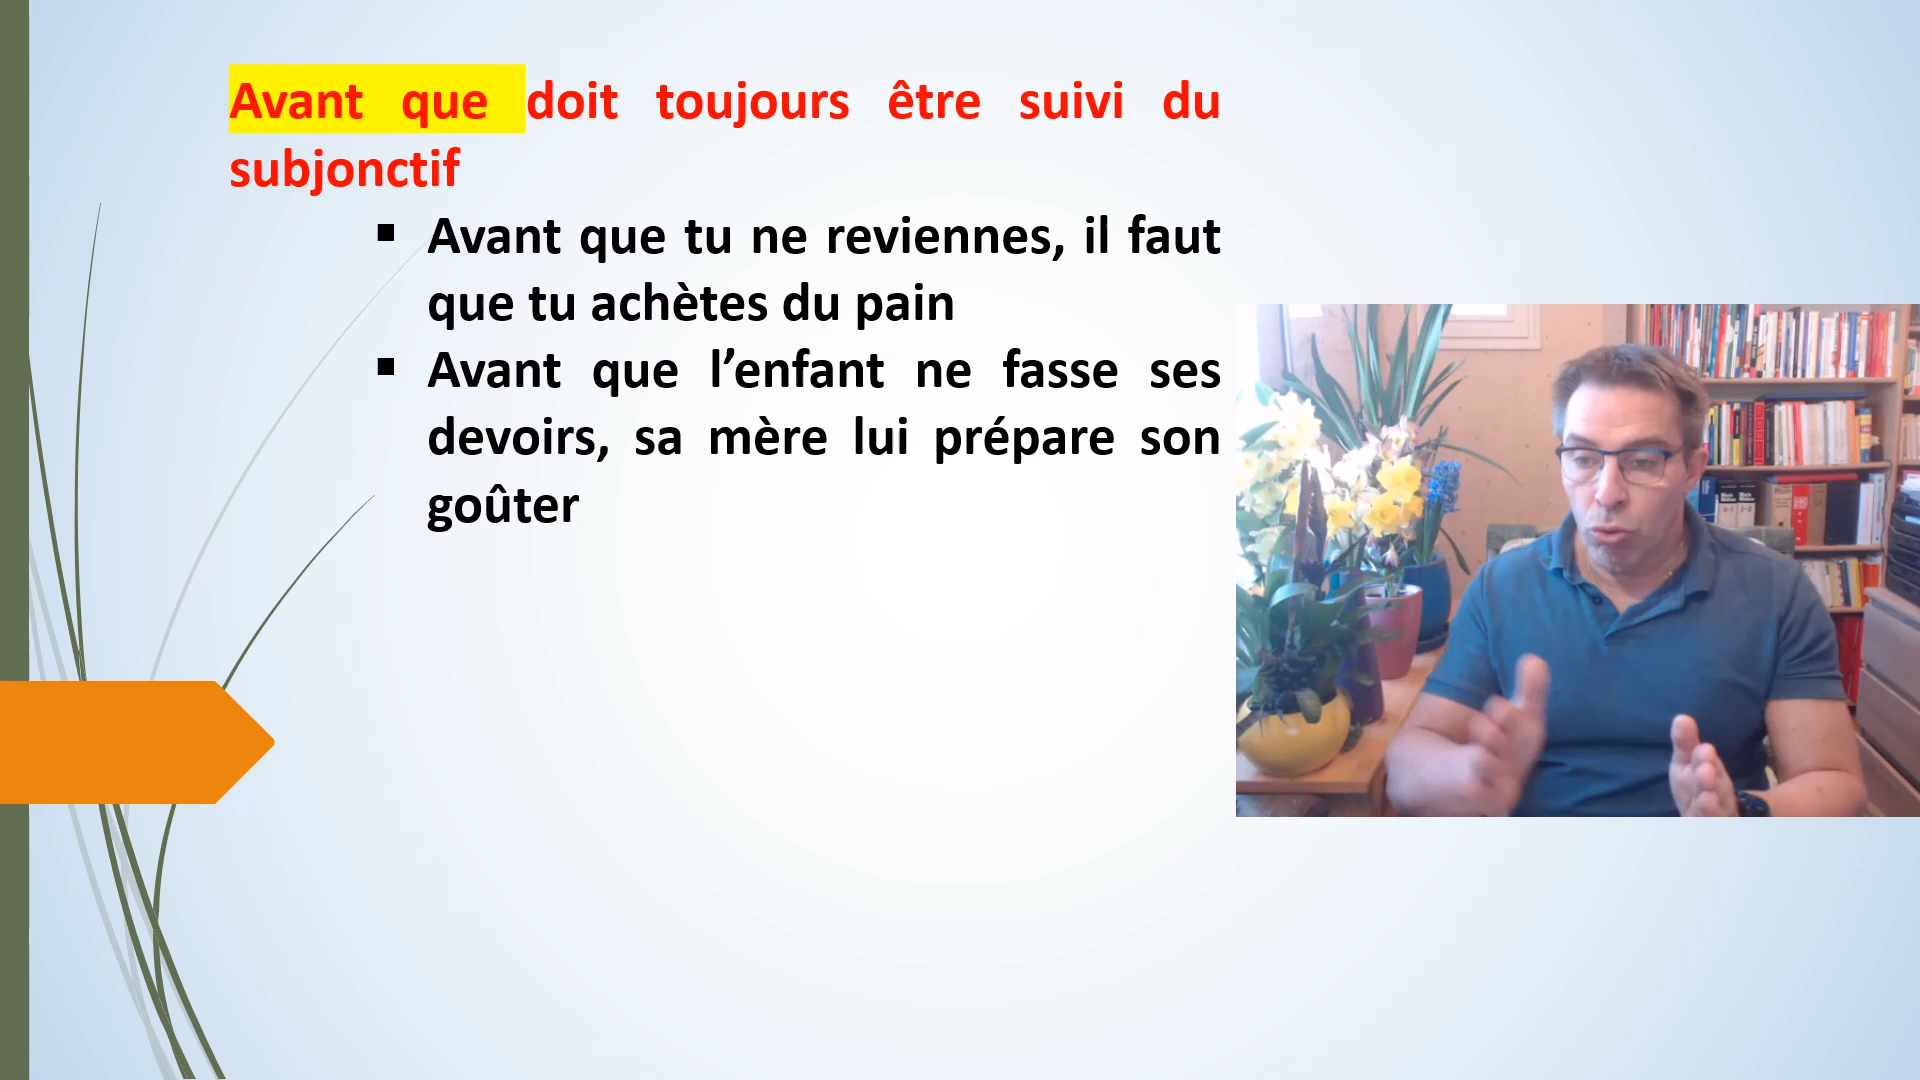 Avant que doit toujours être suivi du
subjonctif
▪ Avant que tu ne reviennes, il faut
que tu achètes du pain
▪ Avant que l’enfant ne fasse ses
devoirs, sa mère lui prépare son
goûter